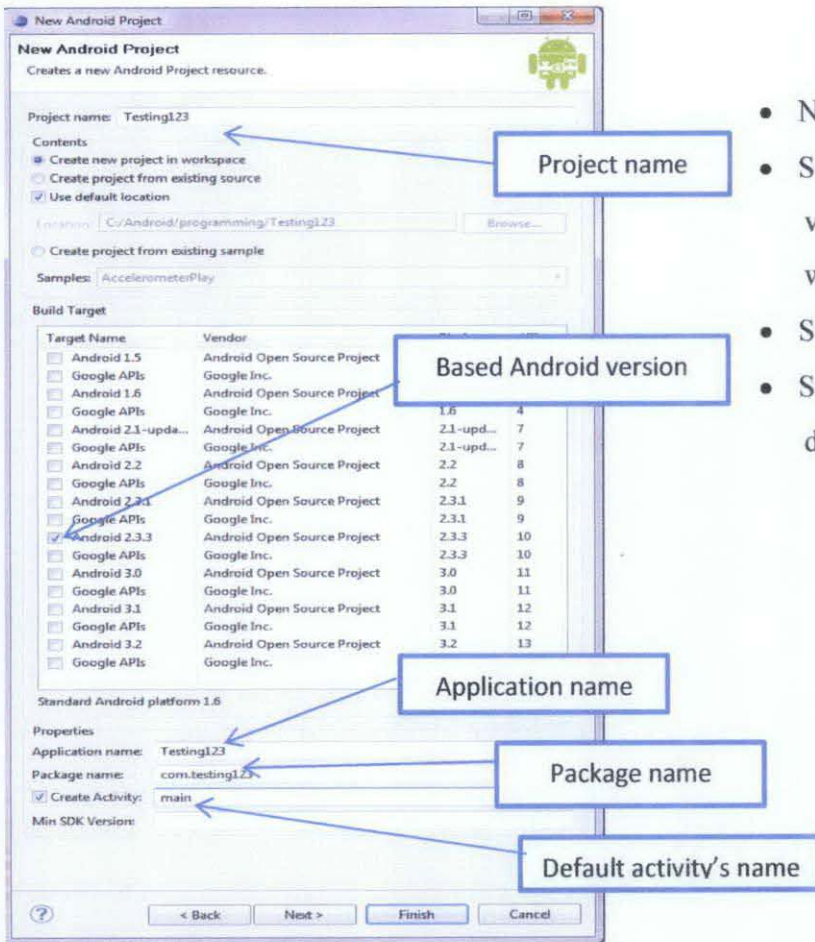 New Android Project
New Android Project
Creates a new Android Project resource.
Project name: Testing123
Contents
Create new project in workspace
Create project from existing source
Use default location
Location: C:/Android/programming/Testing123 Browse...
Create project from existing sample
Samples: AccelerometerPlay
Build Target
Target Name Vendor
Android 1.5 Android Open Source Project
Google APIs Google Inc.
Android 1.6 Android Open Source Project
Google APIs Google Inc. 1.6 4
Android 2.1-upda... Android Open Source Project 2.1-upd... 7
Google APIs Google Inc. 2.1-upd... 7
Android 2.2 Android Open Source Project 2.2 8
Google APIs Google Inc. 2.2 8
Android 2.3.1 Android Open Source Project 2.3.1 9
Google APIs Google Inc. 2.3.1 9
Android 2.3.3 Android Open Source Project 2.3.3 10
Google APIs Google Inc. 2.3.3 10
Android 3.0 Android Open Source Project 3.0 11
Google APIs Google Inc. 3.0 11
Android 3.1 Android Open Source Project 3.1 12
Google APIs Google Inc. 3.1 12
Android 3.2 Android Open Source Project 3.2 13
Google APIs Google Inc.
Standard Android platform 1.6
Properties
Application name: Testing123
Package name: com.testing123
Create Activity: main
Min SDK Version:
? < Back Next > Finish Cancel
Project name
Based Android version
Application name
Package name
Default activity's name
• N
• S
v
w
• S
• S
d